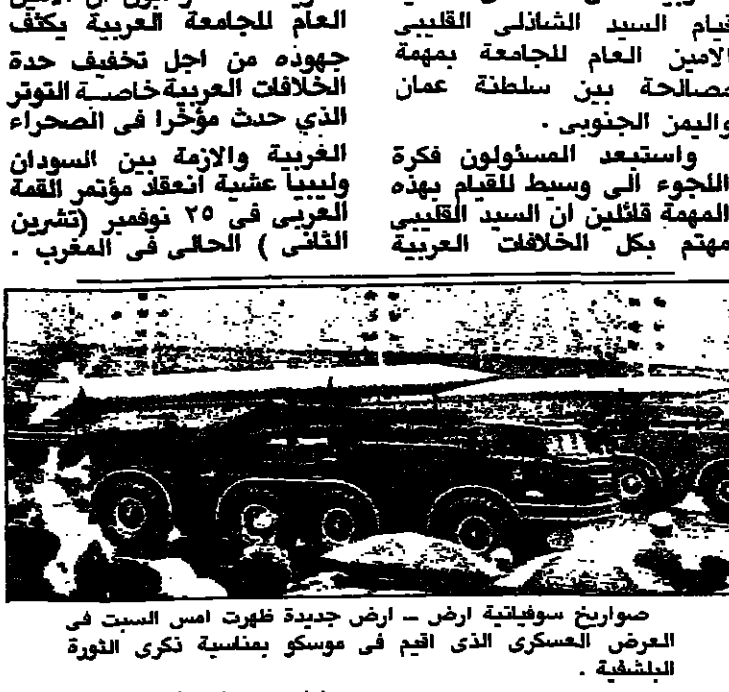 قيام السيد الشاذلى القليبى
الامين العام للجامعة بمهمة
مصالحة بين سلطنة عمان
واليمن الجنوبى .
واستبعد المسئولون فكرة
اللجوء الى وسيط للقيام بهذه
المهمة قائلين ان السيد القليبى
مهتم بكل الخلافات العربية
العام للجامعة العربية يكثف
جهوده من اجل تخفيف حدة
الخلافات العربية خاصة التوتر
الذي حدث مؤخرا فى الصحراء
الغربية والازمة بين السودان
وليبيا عشية انعقاد مؤتمر القمة
العربى فى ٢٥ نوفمبر (تشرين
الثانى ) الحالى فى المغرب .
صواريخ سوفياتية ارض ــ ارض جديدة ظهرت امس السبت فى
العرض العسكرى الذى اقيم فى موسكو بمناسبة ذكرى الثورة
البلشفية .